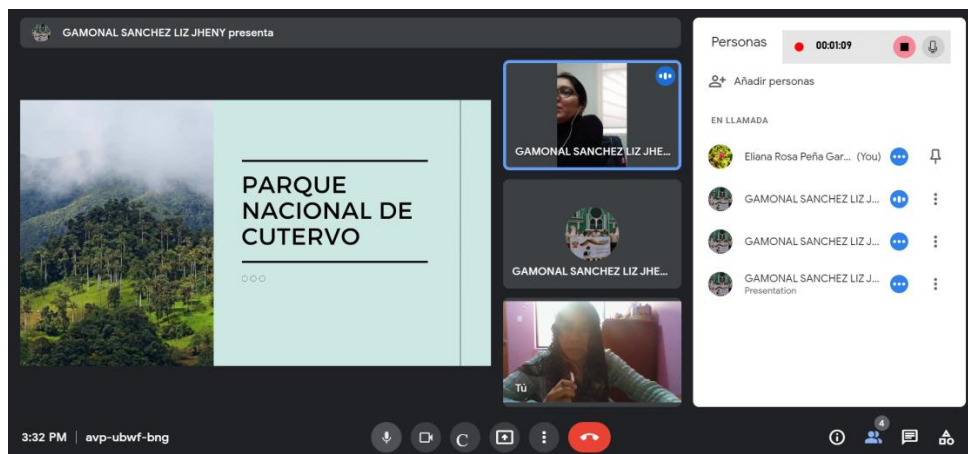 GAMONAL SANCHEZ LIZ JHENY presenta
PARQUE
NACIONAL DE
CUTERVO
GAMONAL SANCHEZ LIZ JHE...
GAMONAL SANCHEZ LIZ JHE...
Tú
Personas
00:01:09
Añadir personas
EN LLAMADA
Eliana Rosa Peña Gar... (You)
GAMONAL SANCHEZ LIZ J...
GAMONAL SANCHEZ LIZ J...
GAMONAL SANCHEZ LIZ J...
Presentation
3:32 PM | avp-ubwf-bng
C
4